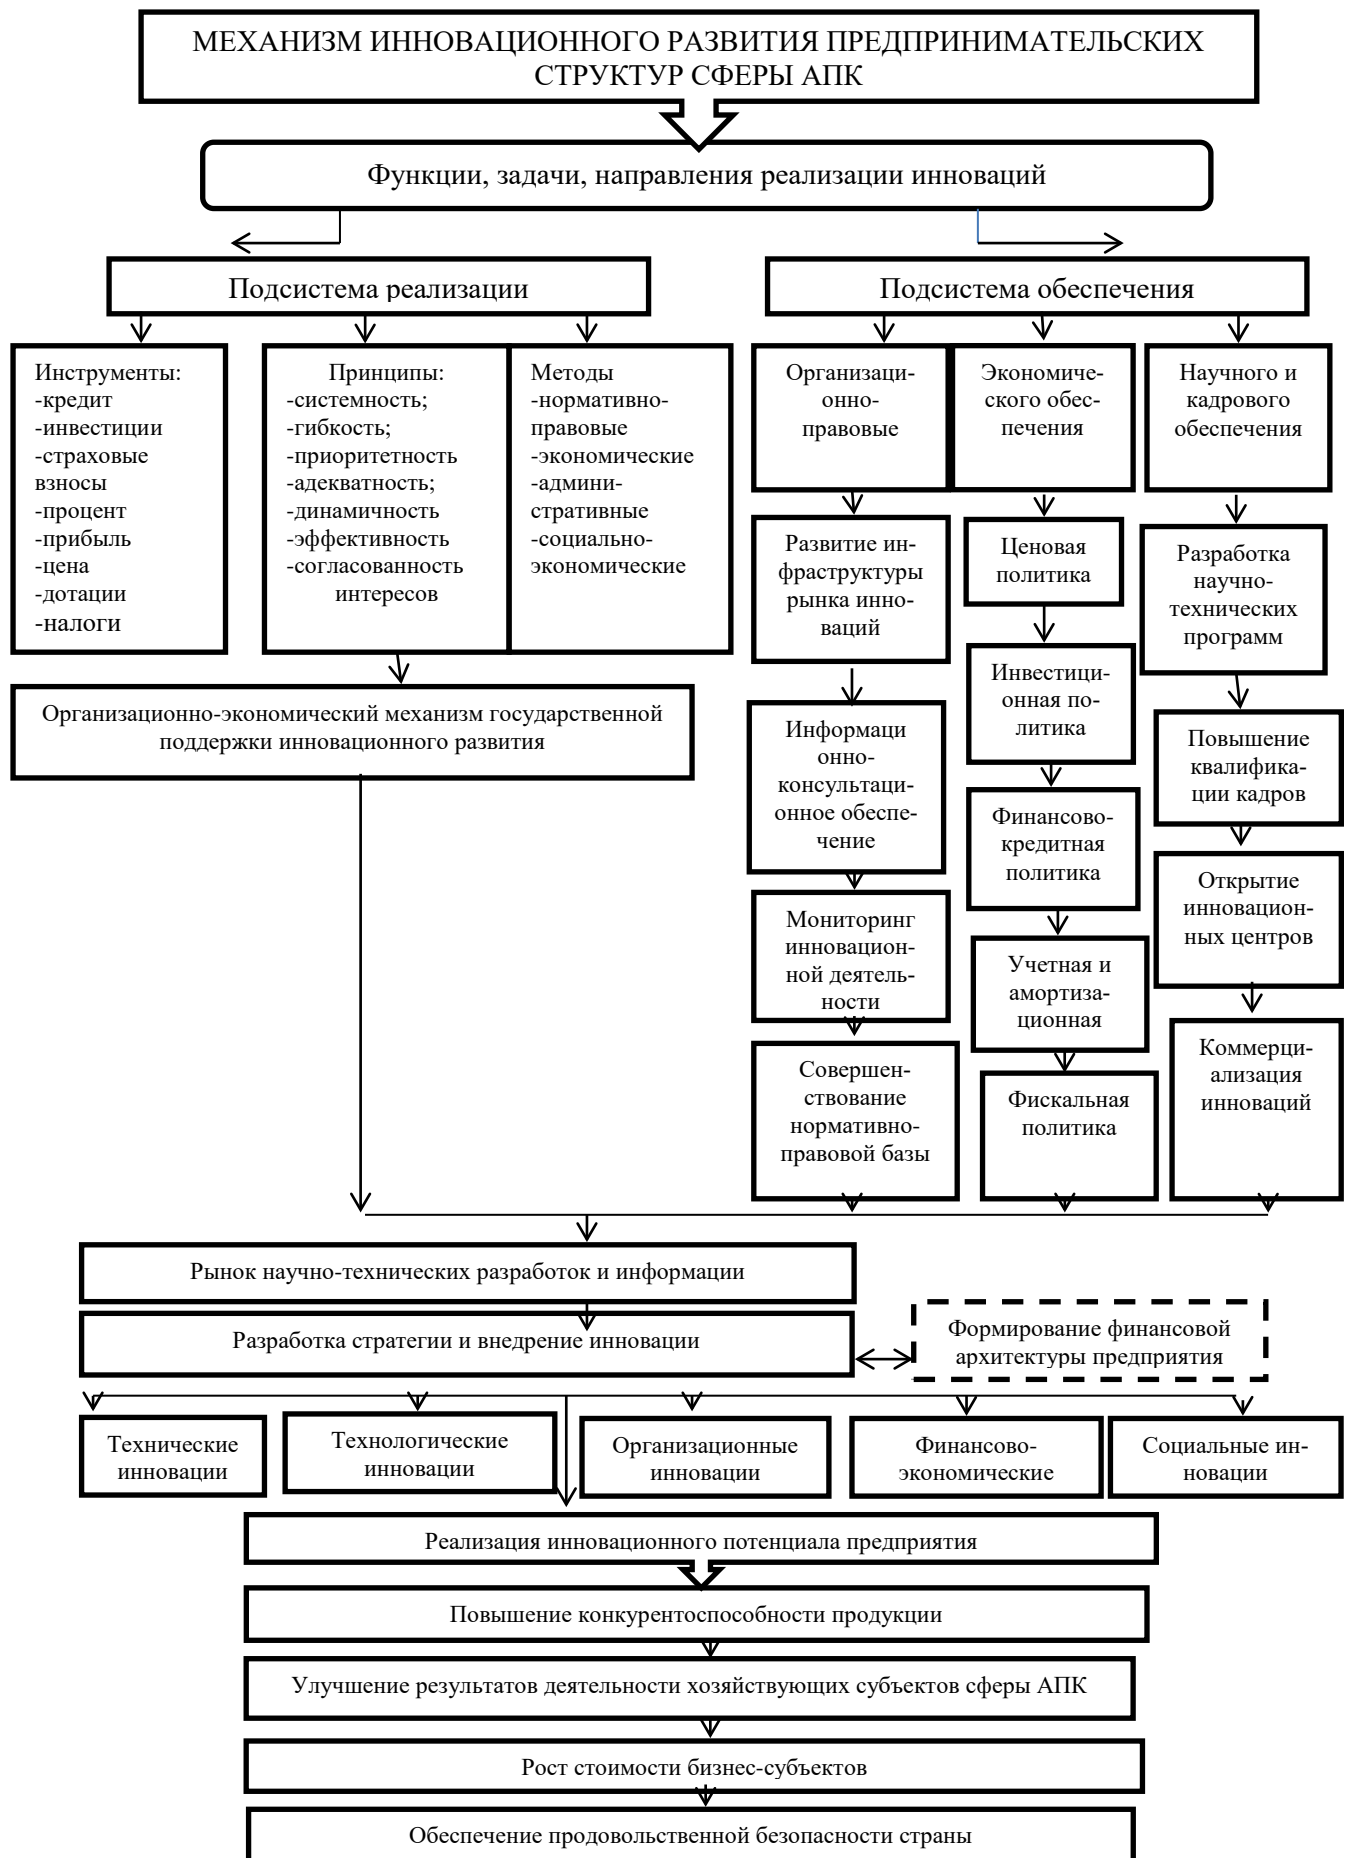 МЕХАНИЗМ ИННОВАЦИОННОГО РАЗВИТИЯ ПРЕДПРИНИМАТЕЛЬСКИХ
СТРУКТУР СФЕРЫ АПК
Функции, задачи, направления реализации инноваций
Подсистема реализации
Подсистема обеспечения
Инструменты:
-кредит
-инвестиции
-страховые
взносы
-процент
-прибыль
-цена
-дотации
-налоги
Принципы:
-системность;
-гибкость;
-приоритетность
-адекватность;
-динамичность
-эффективность
-согласованность
интересов
Методы
-нормативно-
правовые
-экономические
-админи-
стративные
-социально-
экономические
Организационно-экономический механизм государственной
поддержки инновационного развития
Организаци-
онно-
правовые
Развитие ин-
фраструктуры
рынка инно-
ваций
Информаци
онно-
консультаци-
онное обеспе-
чение
Мониторинг
инновацион-
ной деятель-
ности
Совершен-
ствование
нормативно-
правовой базы
Экономиче-
ского обес-
печения
Ценовая
политика
Инвестици-
онная по-
литика
Финансово-
кредитная
политика
Учетная и
амортиза-
ционная
Фискальная
политика
Научного и
кадрового
обеспечения
Разработка
научно-
технических
программ
Повышение
квалифика-
ции кадров
Открытие
инновацион-
ных центров
Коммерци-
ализация
инноваций
Рынок научно-технических разработок и информации
Разработка стратегии и внедрение инновации
Формирование финансовой
архитектуры предприятия
Технические
инновации
Технологические
инновации
Организационные
инновации
Финансово-
экономические
Социальные ин-
новации
Реализация инновационного потенциала предприятия
Повышение конкурентоспособности продукции
Улучшение результатов деятельности хозяйствующих субъектов сферы АПК
Рост стоимости бизнес-субъектов
Обеспечение продовольственной безопасности страны